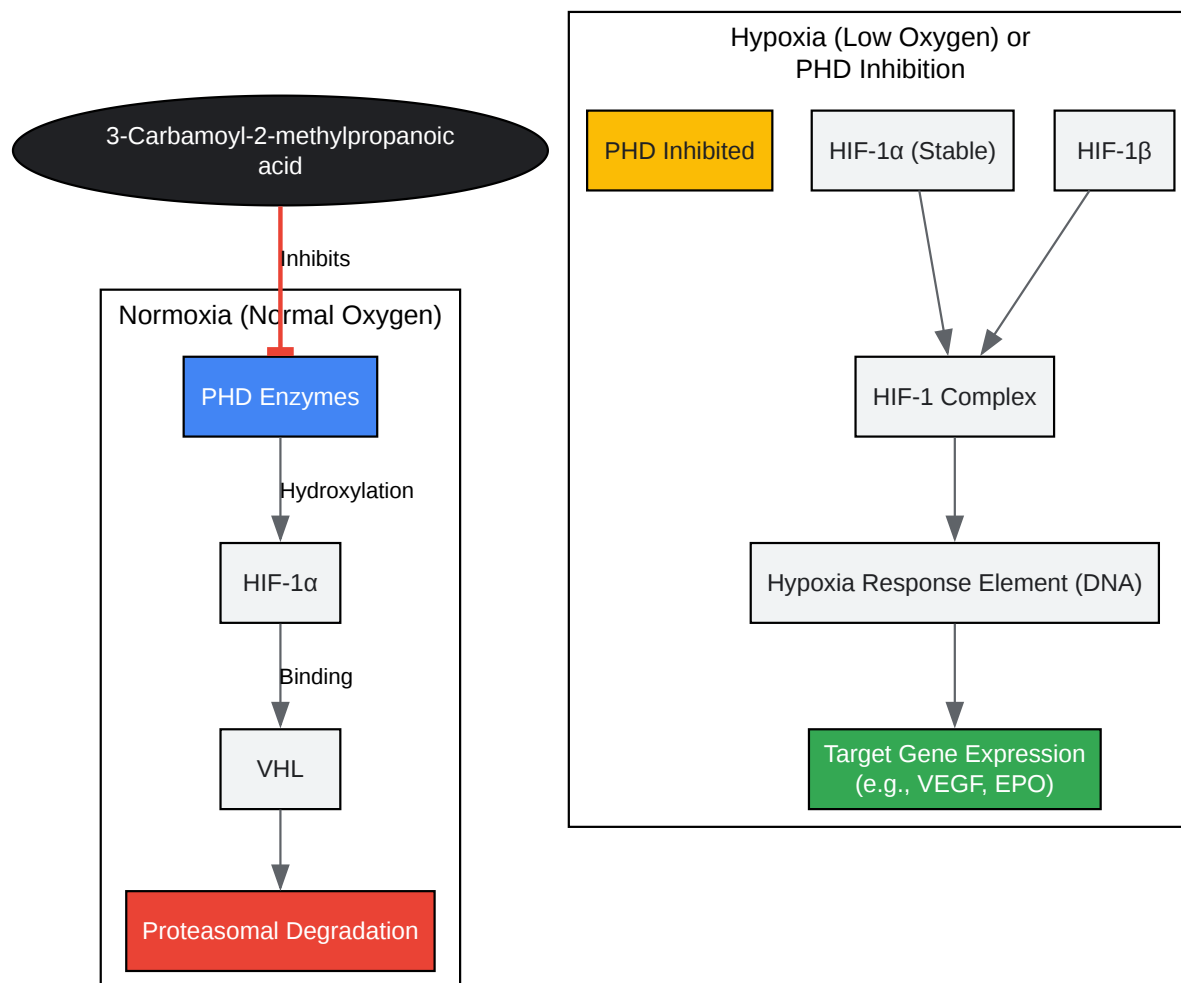 3-Carbamoyl-2-methylpropanoic
acid
Inhibits
Normoxia (Normal Oxygen)
PHD Enzymes
Hydroxylation
HIF-1α
Binding
VHL
Proteasomal Degradation
Hypoxia (Low Oxygen) or
PHD Inhibition
PHD Inhibited
HIF-1α (Stable)
HIF-1β
HIF-1 Complex
Hypoxia Response Element (DNA)
Target Gene Expression
(e.g., VEGF, EPO)